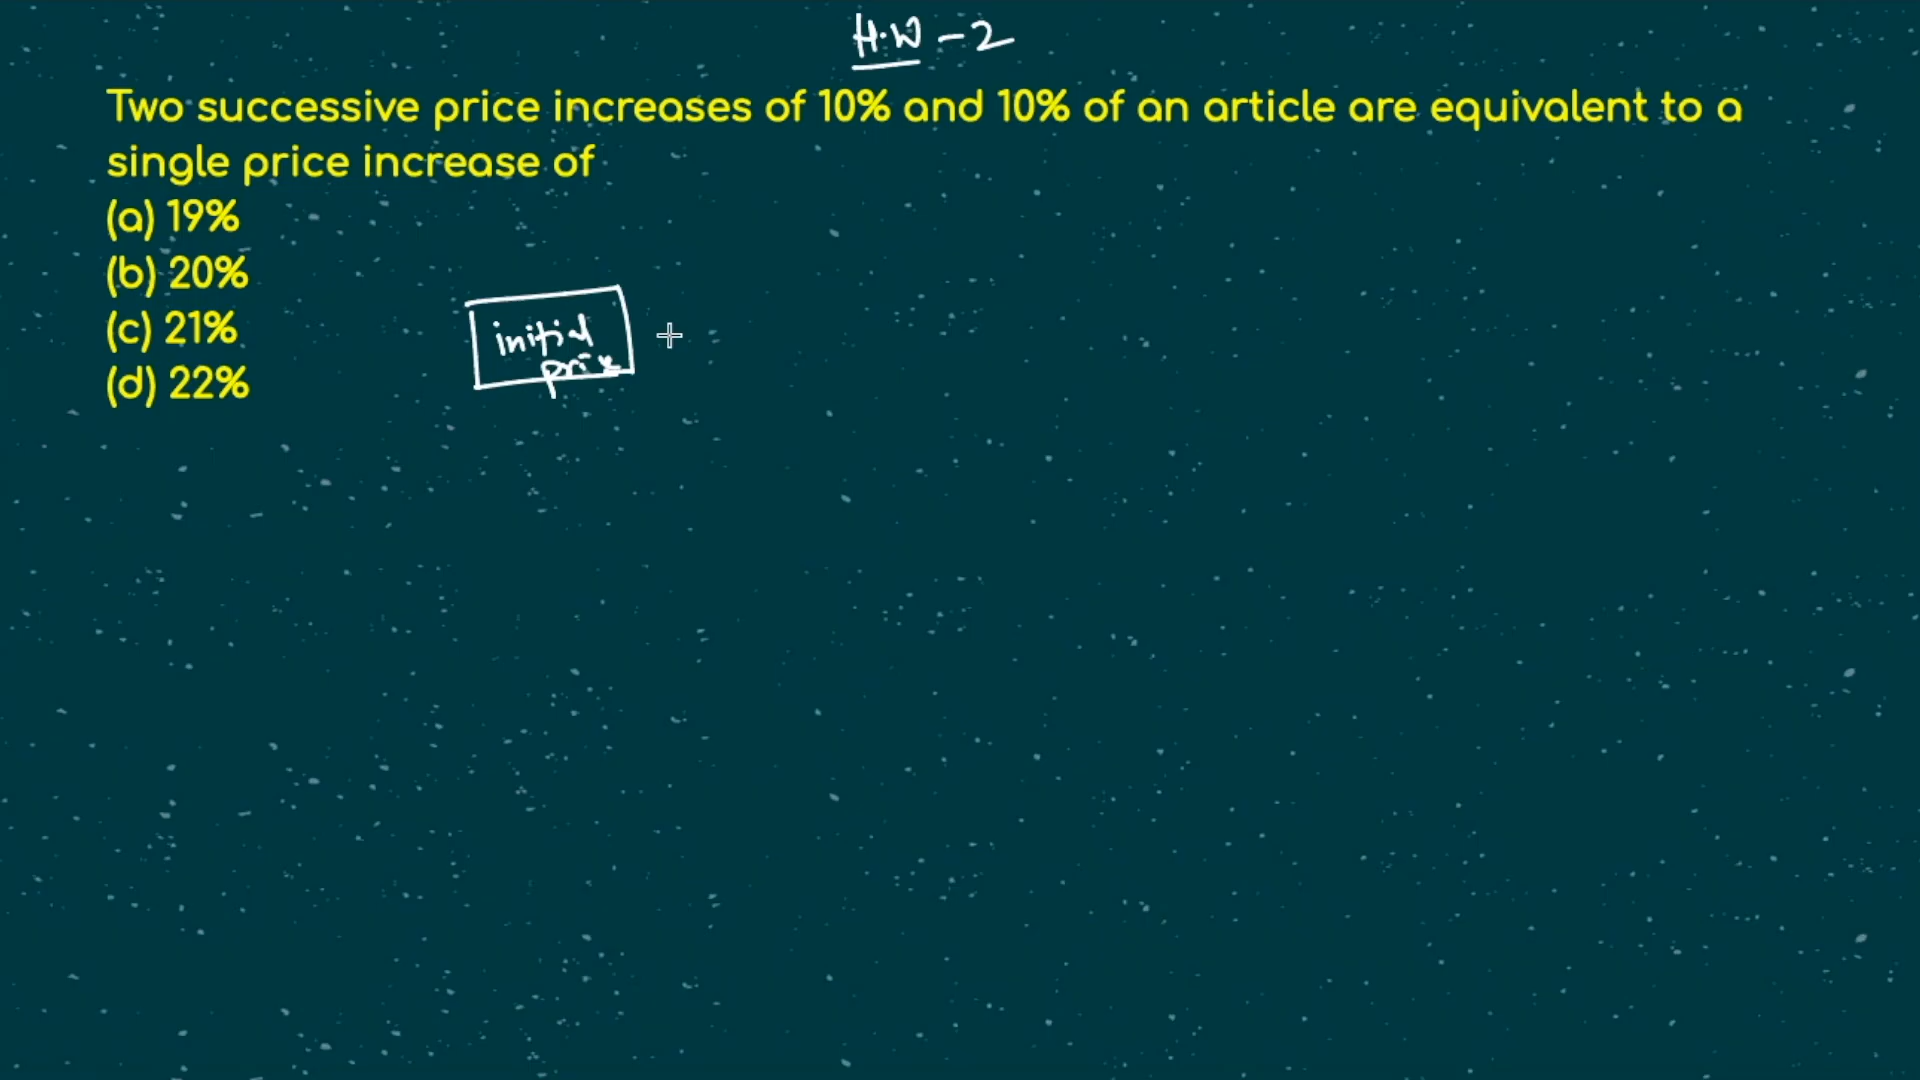 H.W - 2
Two successive price increases of 10% and 10% of an article are equivalent to a
single price increase of
(a) 19%
(b) 20%
(c) 21%
(d) 22%
initial
price